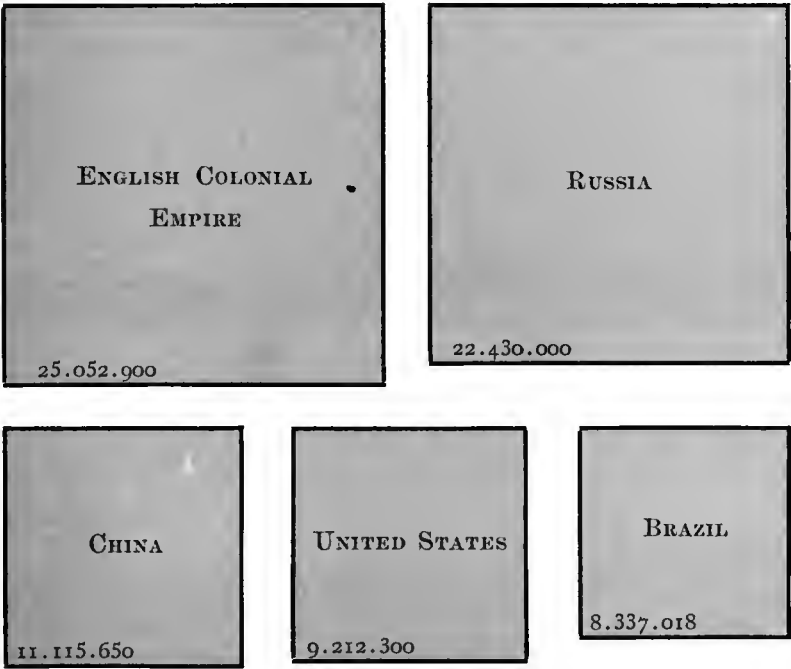 English Colonial
Empire
25.052.900
Russia
22.430.000
China
11.115.650
United States
9.212.300
Brazil
8.337.018